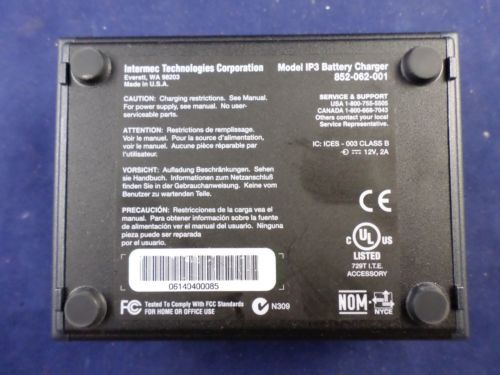 Intermec Technologies Corporation
Everett, WA 98203
Made in U.S.A.
Model IP3 Battery Charger
852-062-001
CAUTION: Charging restrictions. See Manual.
For power supply, see manual. No user-
serviceable parts.
SERVICE & SUPPORT
USA 1-800-755-5505
CANADA 1-800-668-7043
Others contact your local
Service Representative.
ATTENTION: Restrictions de remplissage.
Voir le manuel. Pour la source d'alimentation,
voir le manuel. Aucune pièce réparable par
l'utilisateur.
IC: ICES - 003 CLASS B
12V, 2A
VORSICHT: Aufladung Beschränkungen. Sehen
sie Handbuch. Informationen zum Netzanschluß
finden Sie in der Gebrauchanweisung. Keine vom
Benutzer zu wartenden Teile.
PRECAUCIÓN: Restricciones de la carga vea el
manual. Para obtener información sobre la fuente
de alimentación ver el manual. Ninguna
pieza puede ser reparada
por el usuario.
CE
C UL US
LISTED
729T I.T.E.
ACCESSORY
06140400085
FC Tested To Comply With FCC Standards
FOR HOME OR OFFICE USE
N309
NOM
NYCE